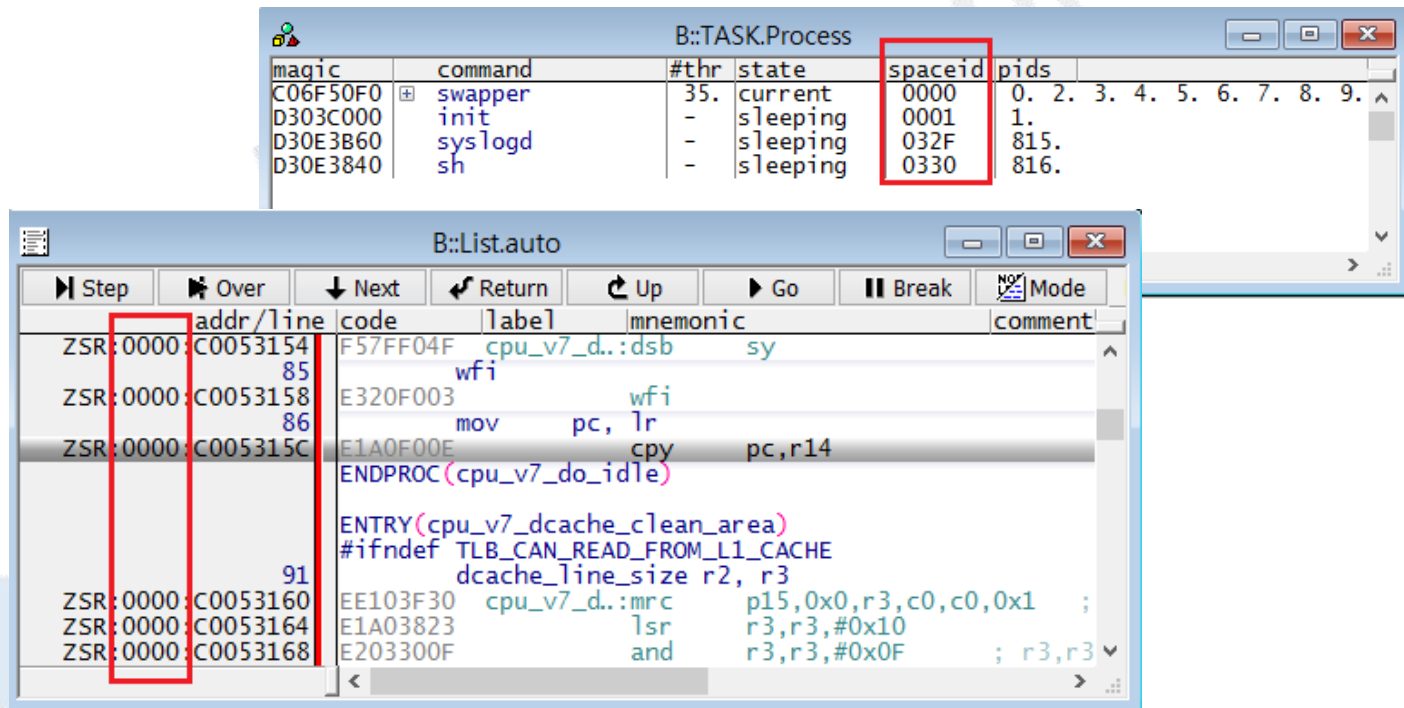 B::TASK.Process
magic command #thr state spaceid pids
C06F50F0 swapper 35. current 0000 0. 2. 3. 4. 5. 6. 7. 8. 9.
D303C000 init - sleeping 0001 1.
D30E3B60 syslogd - sleeping 032F 815.
D30E3840 sh - sleeping 0330 816.
B::List.auto
Step Over Next Return Up Go Break Mode
addr/line code label mnemonic comment
ZSR:0000:C0053154 F57FF04F cpu_v7_d..:dsb sy
85 wfi
ZSR:0000:C0053158 E320F003 wfi
86 mov pc, lr
ZSR:0000:C005315C E1A0F00E cpy pc,r14
ENDPROC(cpu_v7_do_idle)
ENTRY(cpu_v7_dcache_clean_area)
#ifndef TLB_CAN_READ_FROM_L1_CACHE
91 dcache_line_size r2, r3
ZSR:0000:C0053160 EE103F30 cpu_v7_d..:mrc p15,0x0,r3,c0,c0,0x1 ;
ZSR:0000:C0053164 E1A03823 lsr r3,r3,#0x10
ZSR:0000:C0053168 E203300F and r3,r3,#0x0F ; r3,r3